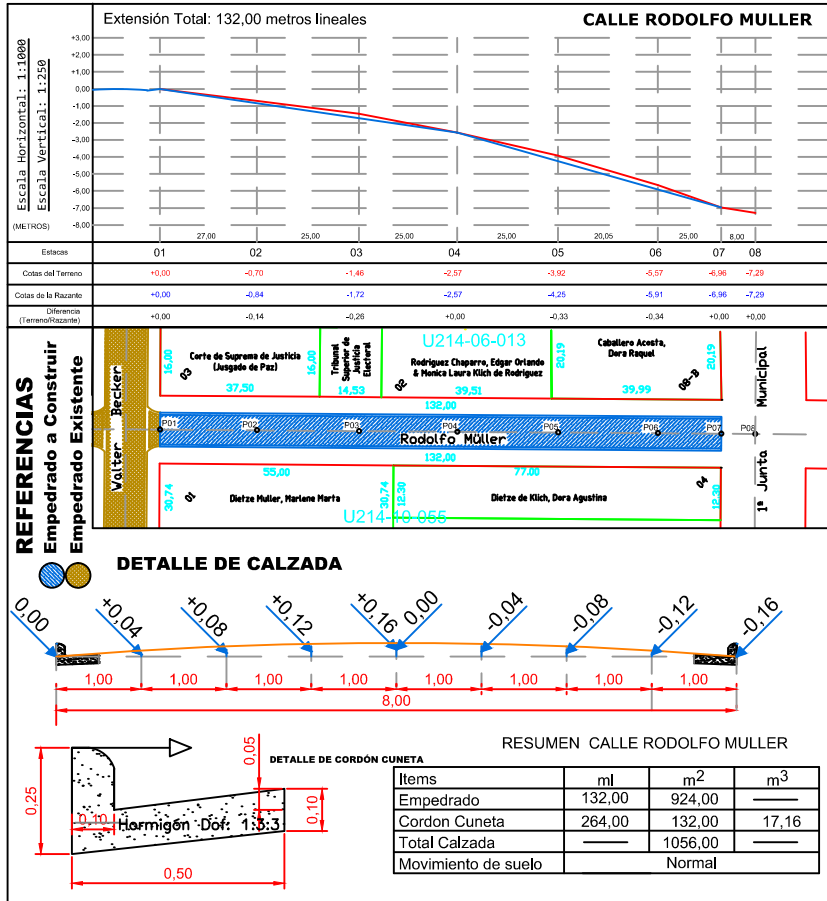 Extensión Total: 132,00 metros lineales
CALLE RODOLFO MULLER
Escala Horizontal: 1:1000
Escala Vertical: 1:250
(METROS)
+3,00
+2,00
+1,00
0,00
-1,00
-2,00
-3,00
-4,00
-5,00
-6,00
-7,00
-8,00
27,00 25,00 25,00 25,00 20,05 25,00 8,00
Estacas 01 02 03 04 05 06 07 08
Cotas del Terreno +0,00 -0,70 -1,46 -2,57 -3,92 -5,57 -6,96 -7,29
Cotas de la Razante +0,00 -0,84 -1,72 -2,57 -4,25 -5,91 -6,96 -7,29
Diferencia
(Terreno/Razante) +0,00 -0,14 -0,26 +0,00 -0,33 -0,34 +0,00 +0,00
REFERENCIAS
Empedrado a Construir
Empedrado Existente
Walter Becker
16,00
03
Corte de Suprema de Justicia
(Jusgado de Paz)
37,50
16,00
Tribunal
Superior de
Justicia
Electoral
14,53
02
U214-06-013
Rodriguez Chaparro, Edgar Orlando
& Monica Laura Klich de Rodriguez
39,51
20,19
Caballero Acosta,
Dora Raquel
39,99
08-B
20,19
132,00
P01 P02 P03 P04 P05 P06 P07 P08
Rodolfo Müller
132,00
1ª Junta Municipal
30,74
01
55,00
Dietze Muller, Marlene Marta
30,74
12.30
77.00
Dietze de Klich, Dora Agustina
04
12.30
U214-10-055
DETALLE DE CALZADA
0,00 +0,04 +0,08 +0,12 +0,16 0,00 -0,04 -0,08 -0,12 -0,16
1,00 1,00 1,00 1,00 1,00 1,00 1,00 1,00
8,00
DETALLE DE CORDÓN CUNETA
0,25
0,10
0,05
0,10
Hormigón Dof: 1:3:3
0,50
RESUMEN CALLE RODOLFO MULLER
Items ml m² m³
Empedrado 132,00 924,00 ——
Cordon Cuneta 264,00 132,00 17,16
Total Calzada —— 1056,00 ——
Movimiento de suelo Normal